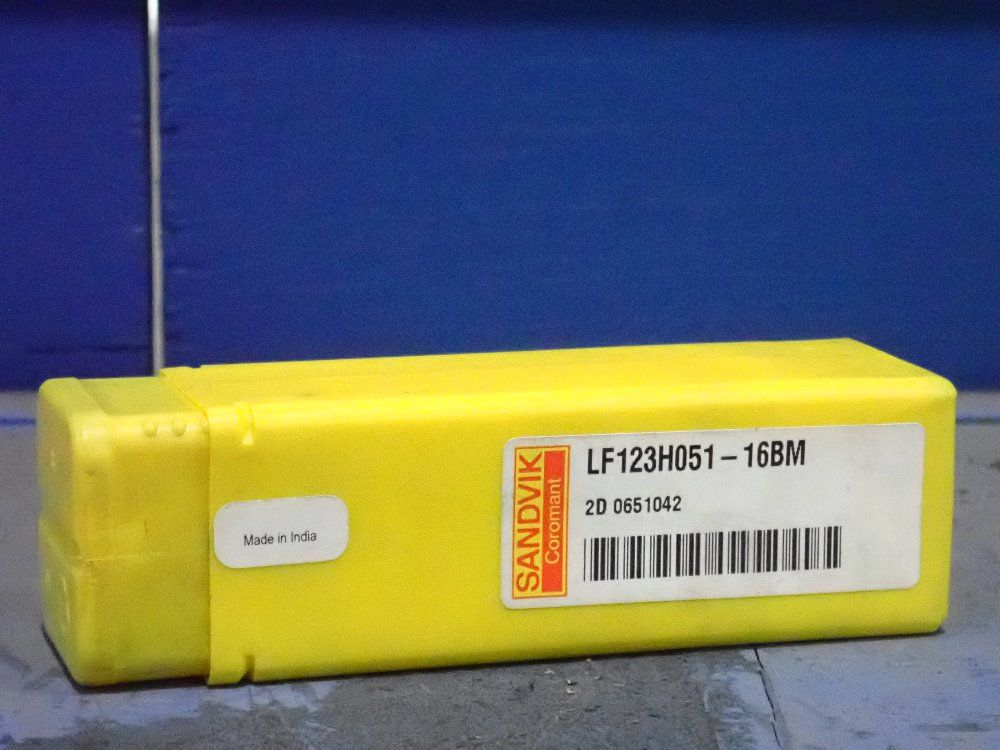 Made in India
SANDVIK
Coromant
LF123H051-16BM
2D 0651042